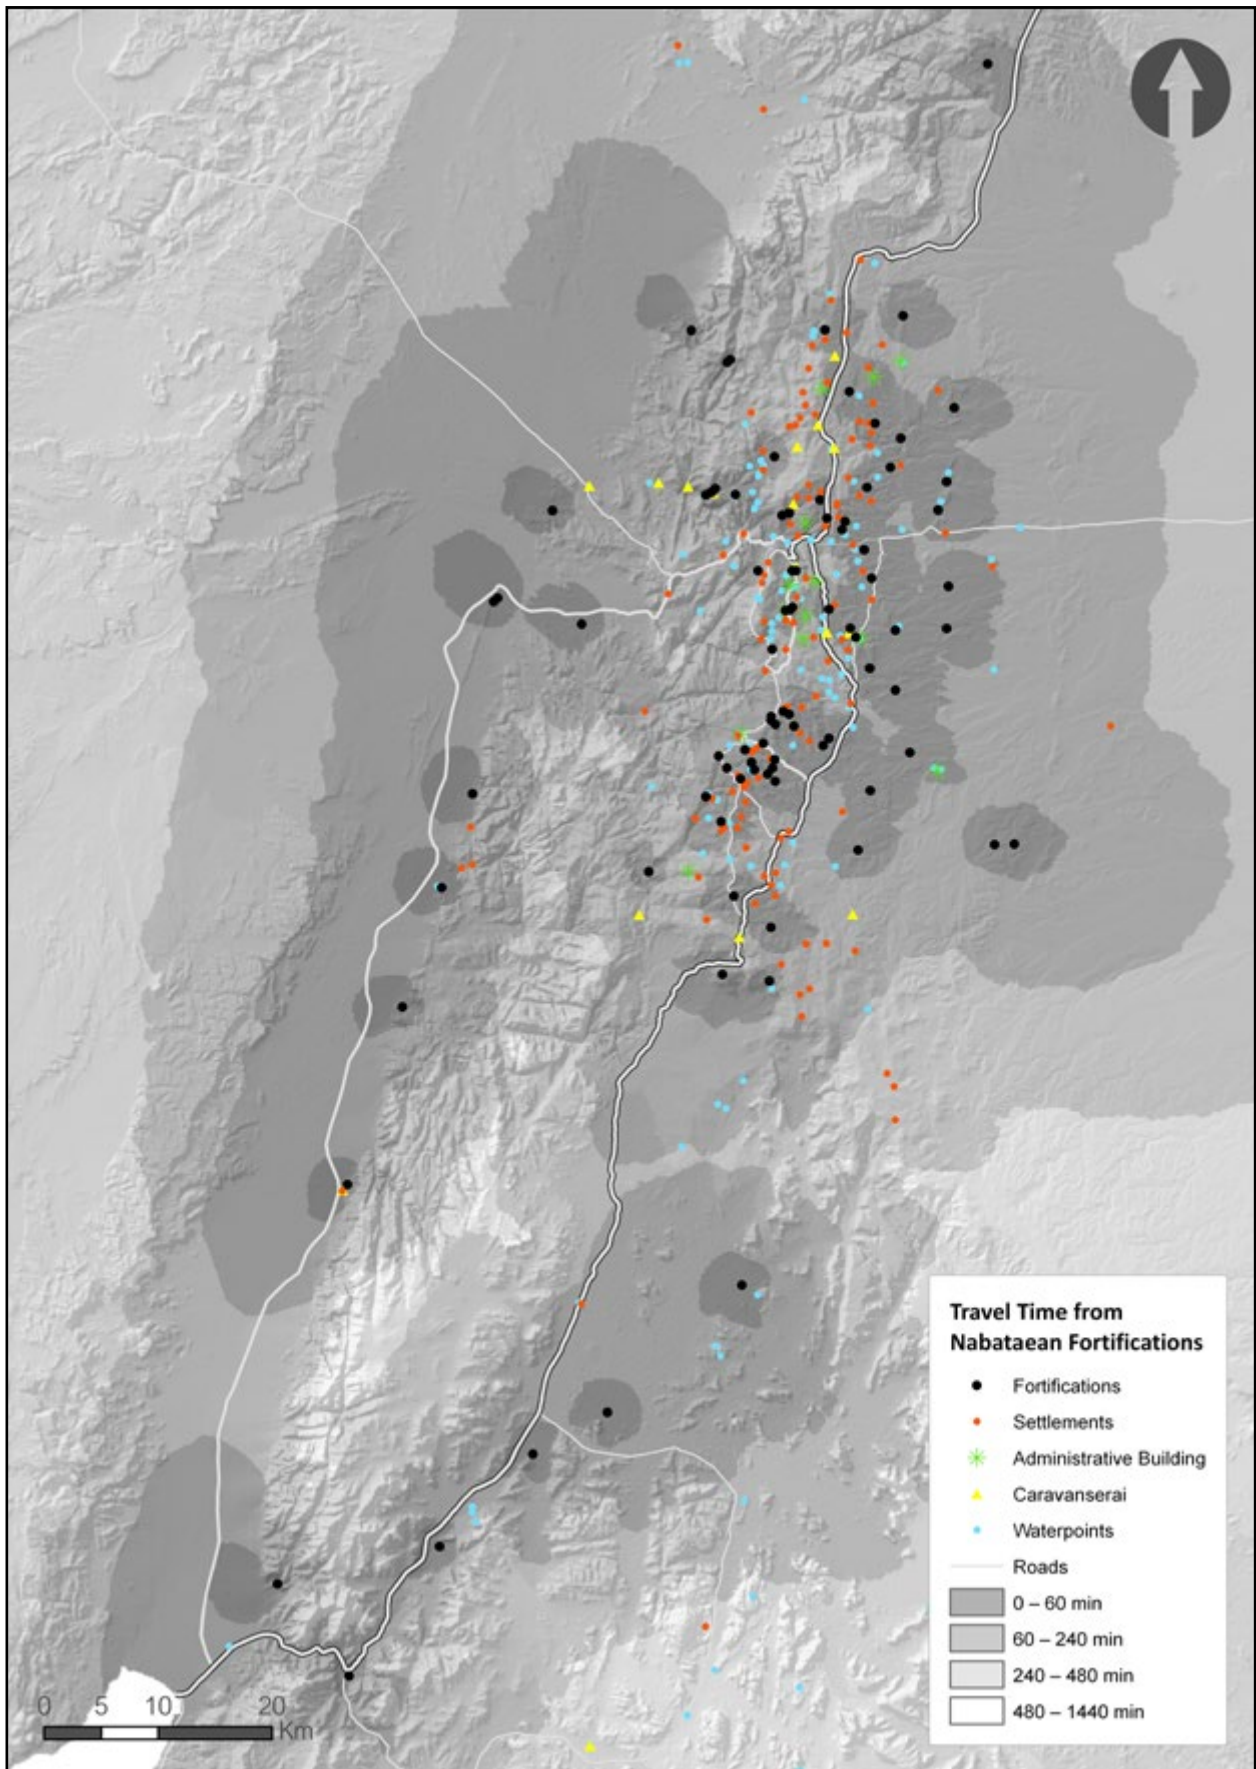 Travel Time from
Nabataean Fortifications
Fortifications
Settlements
Administrative Building
Caravanserai
Waterpoints
Roads
0 – 60 min
60 – 240 min
240 – 480 min
480 – 1440 min
0 5 10 20
Km